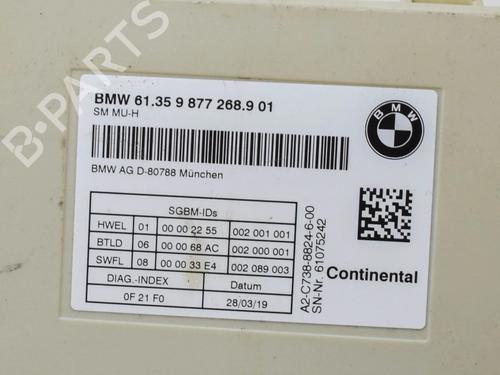 B-PARTS
BMW 61.35 9 877 268.9 01
SM MU-H
BMW
BMW AG D-80788 München
SGBM-IDs
HWEL 01 00 00 22 55 002 001 001
BTLD 06 00 00 68 AC 002 000 001
SWFL 08 00 00 33 E4 002 089 003
DIAG.-INDEX
0F 21 F0 28/03/19
A2-C738-8824-6-00
SN-Nr. 61075242
Continental